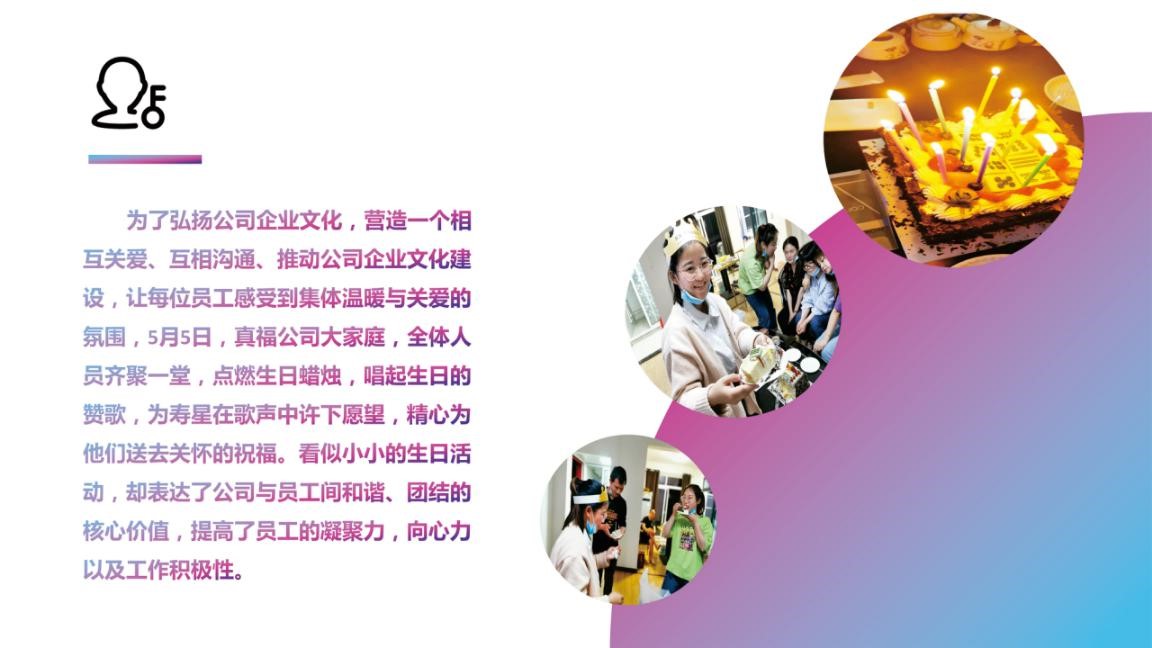 为了弘扬公司企业文化，营造一个相
互关爱、互相沟通、推动公司企业文化建
设，让每位员工感受到集体温暖与关爱的
氛围，5月5日，真福公司大家庭，全体人
员齐聚一堂，点燃生日蜡烛，唱起生日的
赞歌，为寿星在歌声中许下愿望，精心为
他们送去关怀的祝福。看似小小的生日活
动，却表达了公司与员工间和谐、团结的
核心价值，提高了员工的凝聚力，向心力
以及工作积极性。